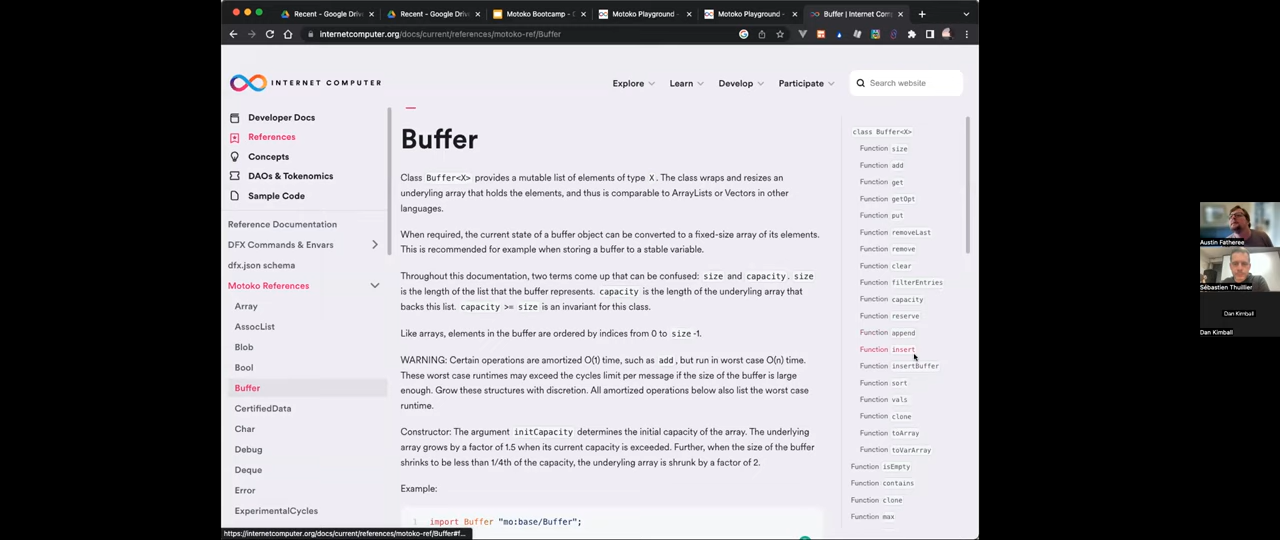 Recent - Google Drive
Recent - Google Drive
Motoko Bootcamp - D
Motoko Playground -
Motoko Playground -
Buffer | Internet Comp
internetcomputer.org/docs/current/references/motoko-ref/Buffer
INTERNET COMPUTER
Explore
Learn
Develop
Participate
Search website
Developer Docs
References
Concepts
DAOs & Tokenomics
Sample Code
Reference Documentation
DFX Commands & Envars
dfx.json schema
Motoko References
Array
AssocList
Blob
Bool
Buffer
CertifiedData
Char
Debug
Deque
Error
ExperimentalCycles
https://internetcomputer.org/docs/current/references/motoko-ref/Buffer#f...
Buffer
Class Buffer<X> provides a mutable list of elements of type X. The class wraps and resizes an
underyling array that holds the elements, and thus is comparable to ArrayLists or Vectors in other
languages.
When required, the current state of a buffer object can be converted to a fixed-size array of its elements.
This is recommended for example when storing a buffer to a stable variable.
Throughout this documentation, two terms come up that can be confused: size and capacity. size
is the length of the list that the buffer represents. capacity is the length of the underyling array that
backs this list. capacity >= size is an invariant for this class.
Like arrays, elements in the buffer are ordered by indices from 0 to size-1.
WARNING: Certain operations are amortized O(1) time, such as add, but run in worst case O(n) time.
These worst case runtimes may exceed the cycles limit per message if the size of the buffer is large
enough. Grow these structures with discretion. All amortized operations below also list the worst case
runtime.
Constructor: The argument initCapacity determines the initial capacity of the array. The underlying
array grows by a factor of 1.5 when its current capacity is exceeded. Further, when the size of the buffer
shrinks to be less than 1/4th of the capacity, the underyling array is shrunk by a factor of 2.
Example:
1 import Buffer "mo:base/Buffer";
class Buffer<X>
Function size
Function add
Function get
Function getOpt
Function put
Function removeLast
Function remove
Function clear
Function filterEntries
Function capacity
Function reserve
Function append
Function insert
Function insertBuffer
Function sort
Function vals
Function clone
Function toArray
Function toVarArray
Function isEmpty
Function contains
Function clone
Function max
Austin Fatheree
Sébastien Thuillier
Dan Kimball
Dan Kimball